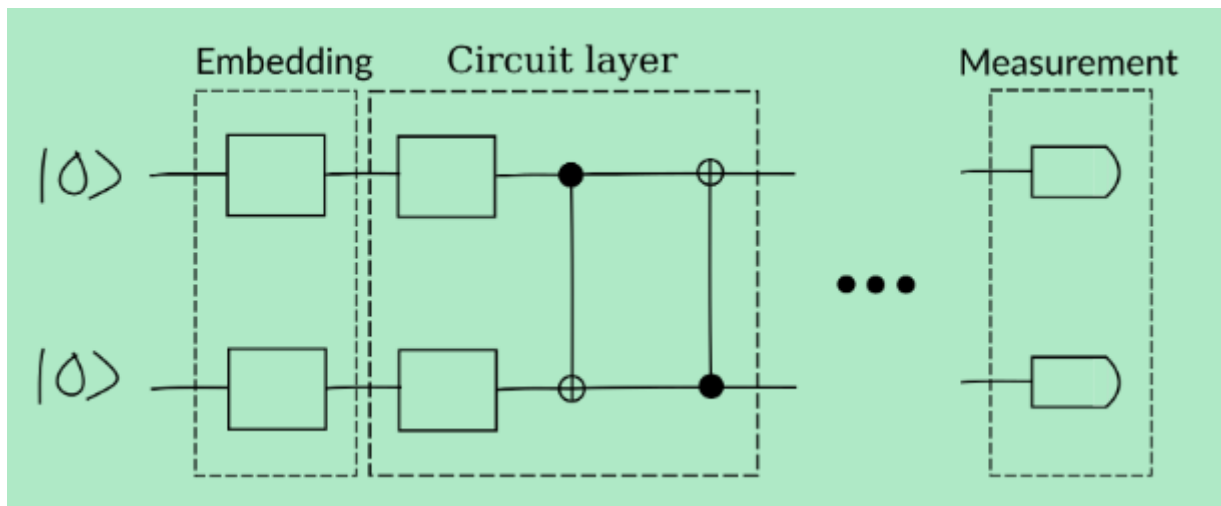 Embedding
Circuit layer
Measurement
|0>
|0>